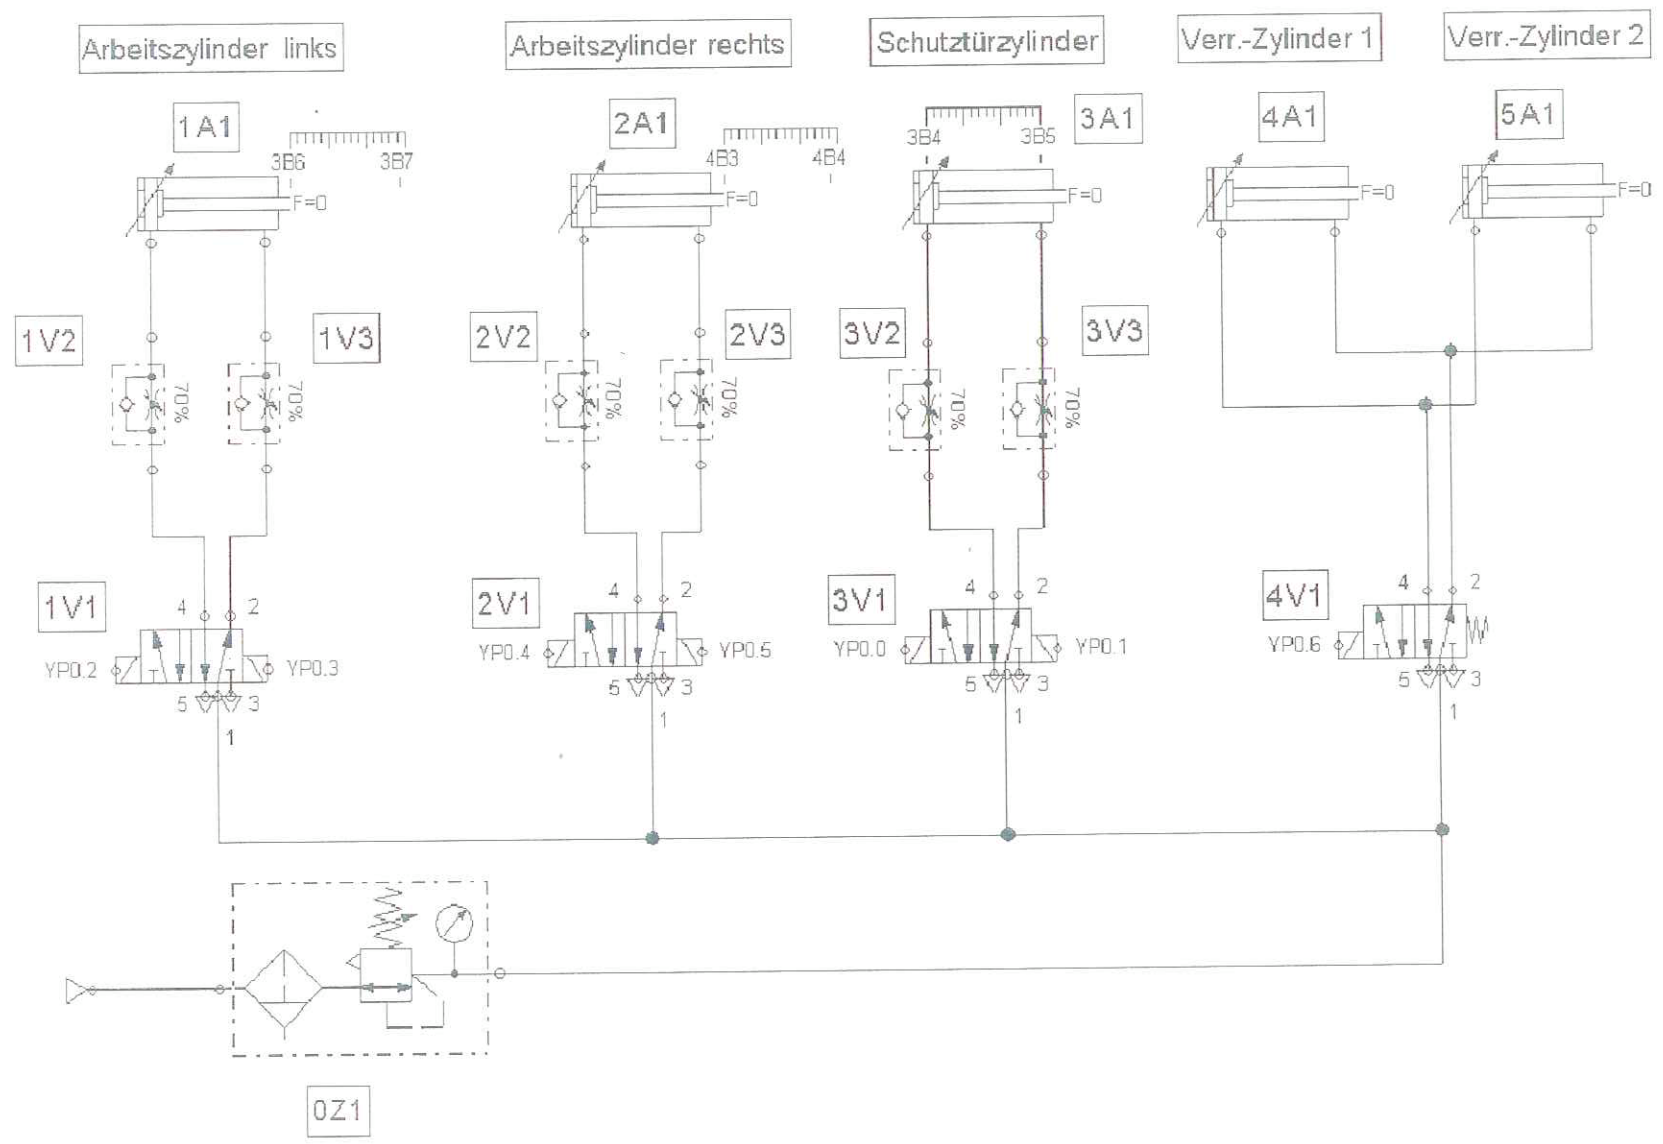 Arbeitszylinder links
Arbeitszylinder rechts
Schutztürzylinder
Verr.-Zylinder 1
Verr.-Zylinder 2
1A1
2A1
3A1
4A1
5A1
3B6
3B7
4B3
4B4
3B4
3B5
F=0
F=0
F=0
F=0
F=0
1V2
1V3
2V2
2V3
3V2
3V3
70%
70%
70%
70%
70%
70%
1V1
4
2
YP0.2
YP0.3
5
3
1
2V1
4
2
YP0.4
YP0.5
5
3
1
3V1
4
2
YP0.0
YP0.1
5
3
1
4V1
4
2
YP0.6
5
3
1
0Z1